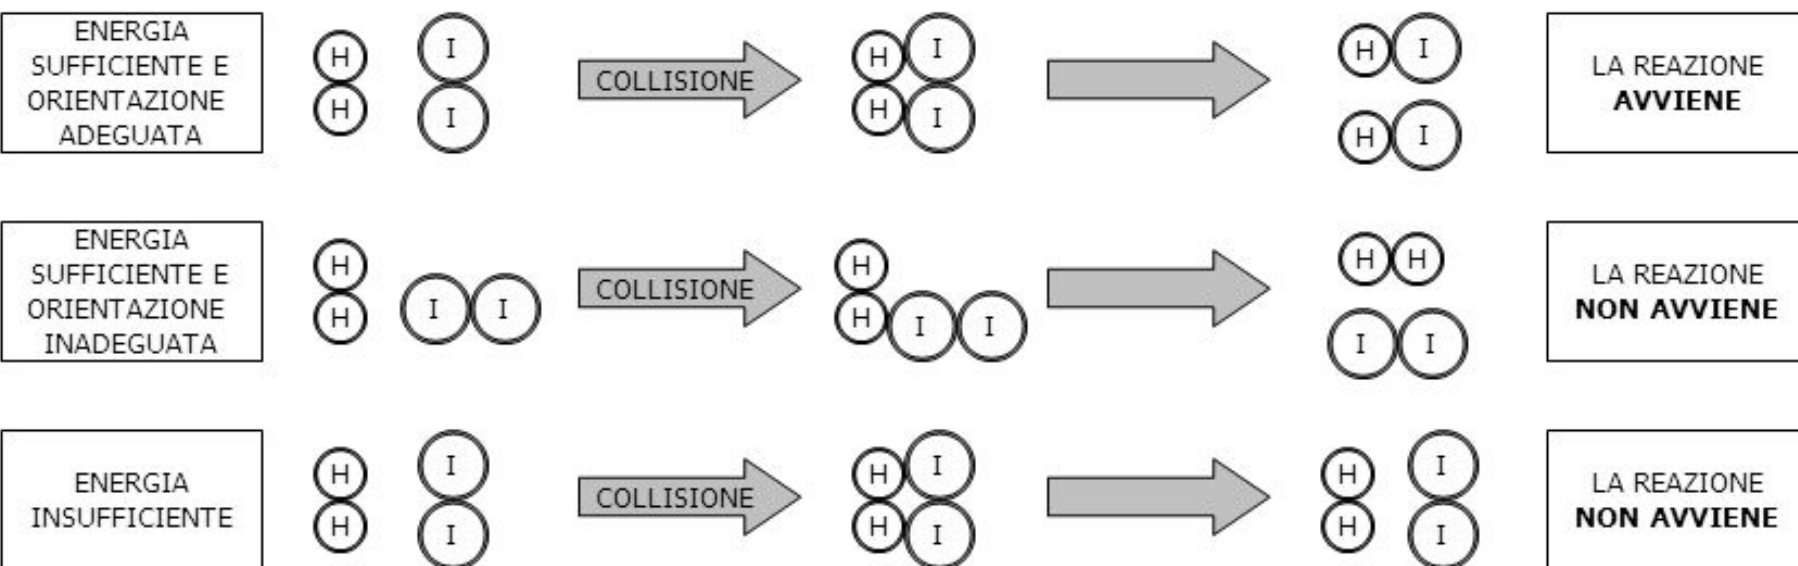 ENERGIA
SUFFICIENTE E
ORIENTAZIONE
ADEGUATA
H
H
I
I
COLLISIONE
H
I
H
I
H
I
H
I
LA REAZIONE
AVVIENE
ENERGIA
SUFFICIENTE E
ORIENTAZIONE
INADEGUATA
H
H
I I
COLLISIONE
H
H I I
H H
I I
LA REAZIONE
NON AVVIENE
ENERGIA
INSUFFICIENTE
H
H
I
I
COLLISIONE
H I
H I
H I
H I
LA REAZIONE
NON AVVIENE